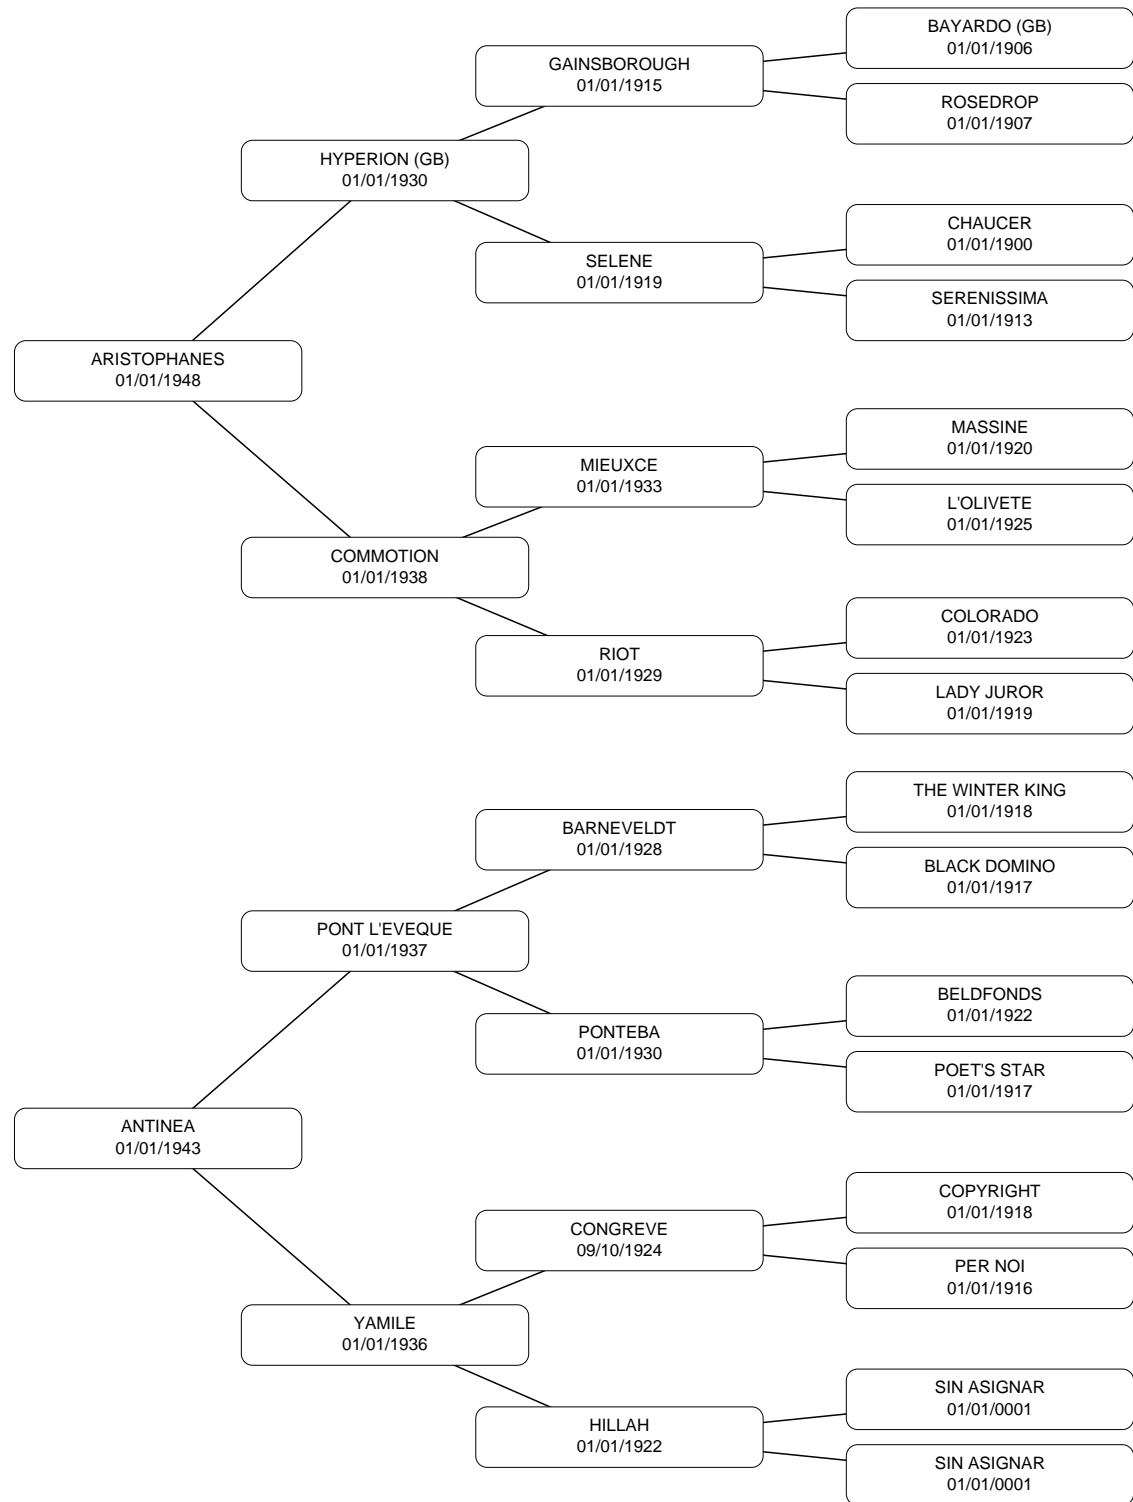 BAYARDO (GB)
01/01/1906
GAINSBOROUGH
01/01/1915
ROSEDROP
01/01/1907
HYPERION (GB)
01/01/1930
CHAUCER
01/01/1900
SELENE
01/01/1919
SERENISSIMA
01/01/1913
ARISTOPHANES
01/01/1948
MASSINE
01/01/1920
MIEUXCE
01/01/1933
L'OLIVETE
01/01/1925
COMMOTION
01/01/1938
COLORADO
01/01/1923
RIOT
01/01/1929
LADY JUROR
01/01/1919
THE WINTER KING
01/01/1918
BARNEVELDT
01/01/1928
BLACK DOMINO
01/01/1917
PONT L'EVEQUE
01/01/1937
BELDFONDS
01/01/1922
PONTEBA
01/01/1930
POET'S STAR
01/01/1917
ANTINEA
01/01/1943
COPYRIGHT
01/01/1918
CONGREVE
09/10/1924
PER NOI
01/01/1916
YAMILE
01/01/1936
SIN ASIGNAR
01/01/0001
HILLAH
01/01/1922
SIN ASIGNAR
01/01/0001